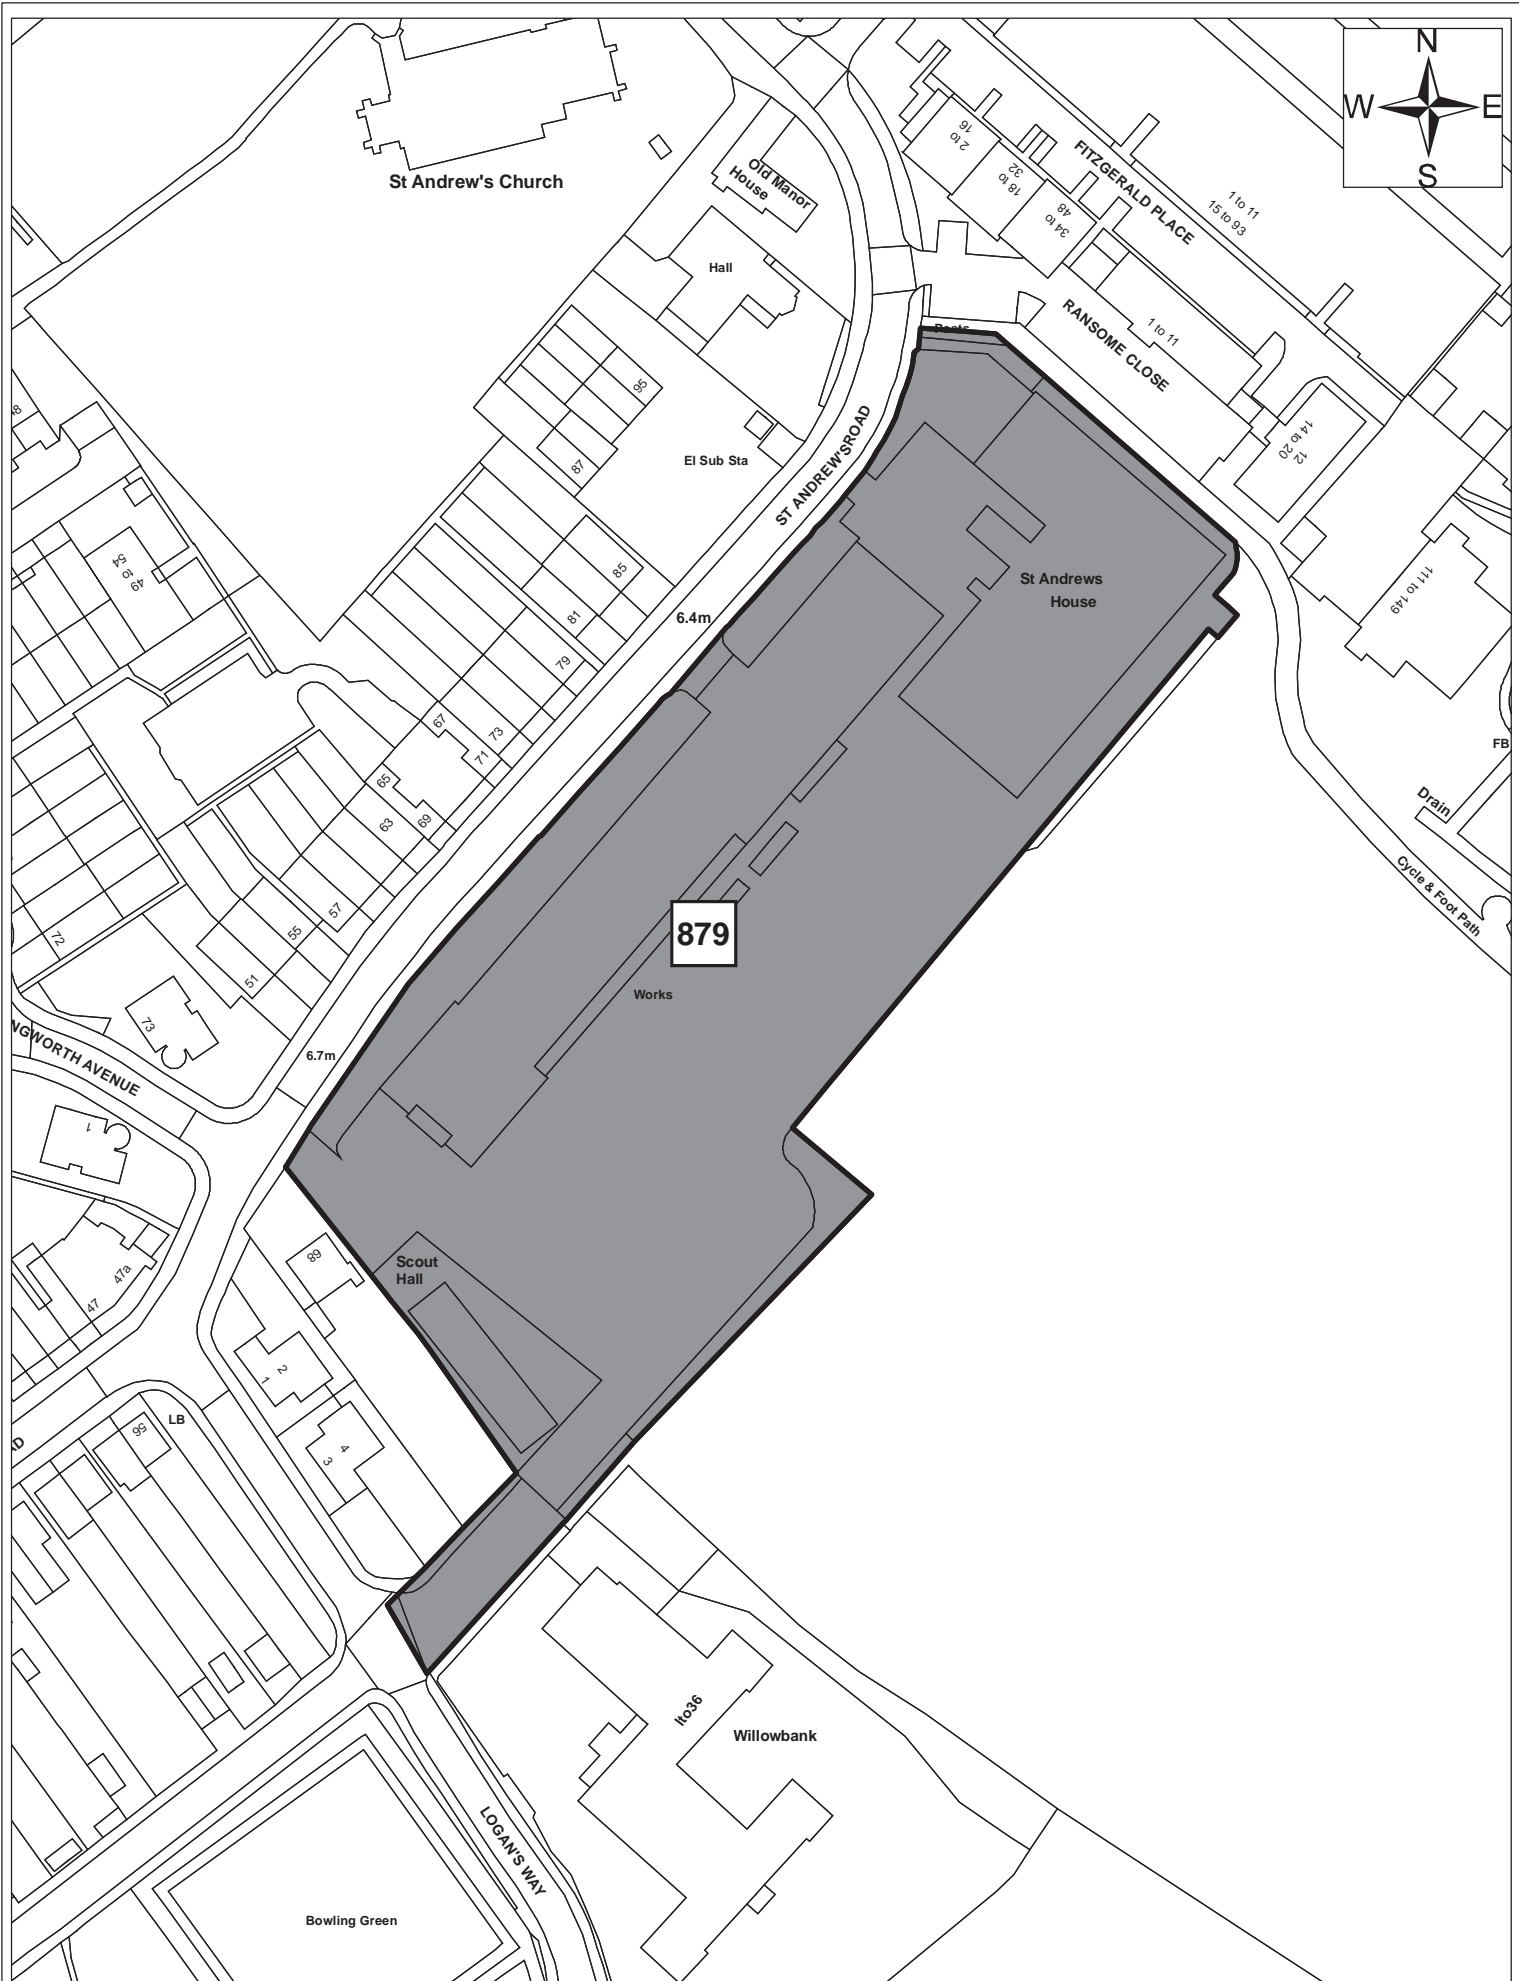 N
W E
S
St Andrew's Church
Old Manor
House
Hall
2 to
16
18 to
32
34 to
48
FITZGERALD PLACE
1 to 11
15 to 93
RANSOME CLOSE
1 to 11
Posts
12
14 to 20
111 to 149
95
87
El Sub Sta
ST ANDREW'S ROAD
85
81
79
6.4m
St Andrews
House
49
to
54
67
73
71
65
69
63
57
55
51
72
73
FB
Drain
Cycle & Foot Path
879
Works
6.7m
NGWORTH AVENUE
1
Scout
Hall
89
47a
47
2
1
LB
56
4
3
1to36
Willowbank
LOGAN'S WAY
Bowling Green